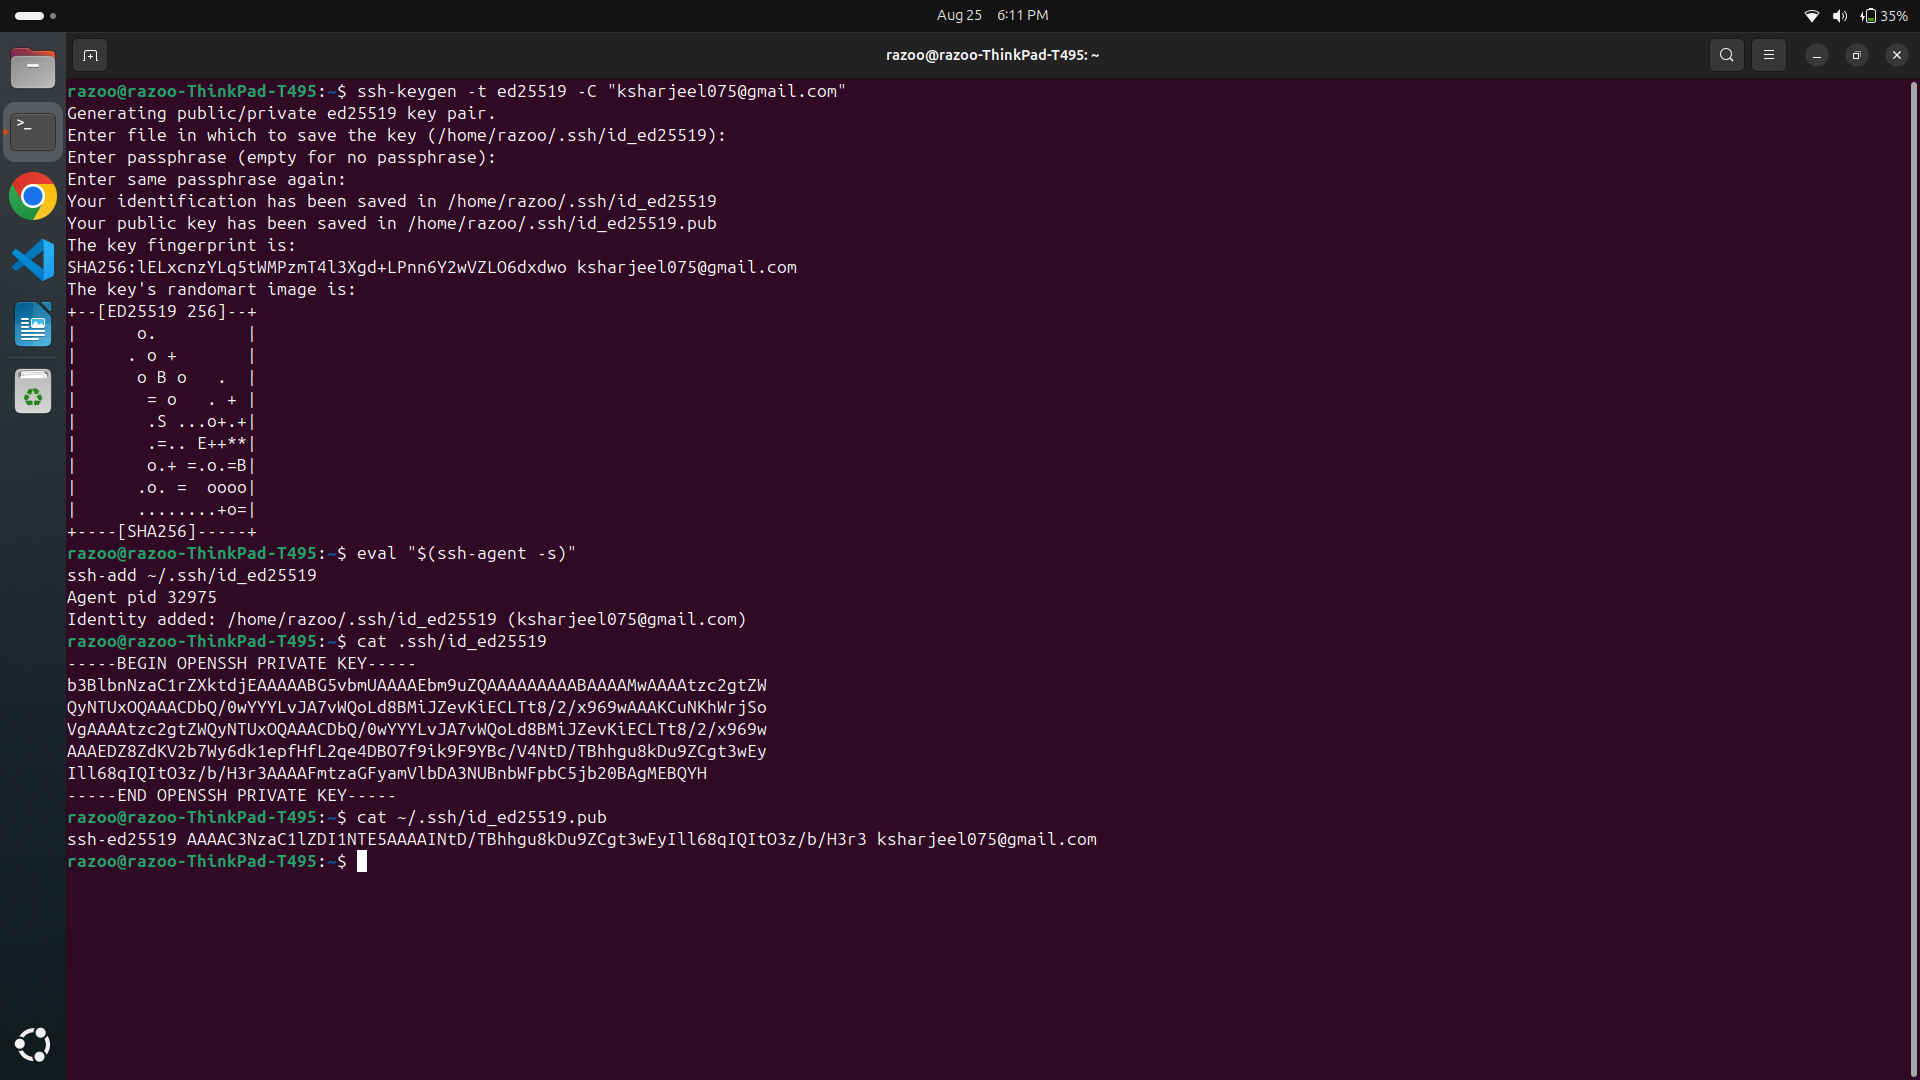 Aug 25 6:11 PM
35%
razoo@razoo-ThinkPad-T495: ~
razoo@razoo-ThinkPad-T495:~$ ssh-keygen -t ed25519 -C "ksharjeel075@gmail.com"
Generating public/private ed25519 key pair.
Enter file in which to save the key (/home/razoo/.ssh/id_ed25519):
Enter passphrase (empty for no passphrase):
Enter same passphrase again:
Your identification has been saved in /home/razoo/.ssh/id_ed25519
Your public key has been saved in /home/razoo/.ssh/id_ed25519.pub
The key fingerprint is:
SHA256:lELxcnzYLq5tWMPzmT4l3Xgd+LPnn6Y2wVZLO6dxdwo ksharjeel075@gmail.com
The key's randomart image is:
+--[ED25519 256]--+
|      o.         |
|     . o +       |
|      o B o   .  |
|       = o   . + |
|       .S ...o+.+|
|       .=.. E++**|
|       o.+ =.o.=B|
|      .o. =  oooo|
|      ........+o=|
+----[SHA256]-----+
razoo@razoo-ThinkPad-T495:~$ eval "$(ssh-agent -s)"
ssh-add ~/.ssh/id_ed25519
Agent pid 32975
Identity added: /home/razoo/.ssh/id_ed25519 (ksharjeel075@gmail.com)
razoo@razoo-ThinkPad-T495:~$ cat .ssh/id_ed25519
-----BEGIN OPENSSH PRIVATE KEY-----
b3BlbnNzaC1rZXktdjEAAAAABG5vbmUAAAAEbm9uZQAAAAAAAAABAAAAMwAAAAtzc2gtZW
QyNTUxOQAAACDbQ/0wYYYLvJA7vWQoLd8BMiJZevKiECLTt8/2/x969wAAAKCuNKhWrjSo
VgAAAAtzc2gtZWQyNTUxOQAAACDbQ/0wYYYLvJA7vWQoLd8BMiJZevKiECLTt8/2/x969w
AAAEDZ8ZdKV2b7Wy6dk1epfHfL2qe4DBO7f9ik9F9YBc/V4NtD/TBhhgu8kDu9ZCgt3wEy
Ill68qIQItO3z/b/H3r3AAAAFmtzaGFyamVlbDA3NUBnbWFpbC5jb20BAgMEBQYH
-----END OPENSSH PRIVATE KEY-----
razoo@razoo-ThinkPad-T495:~$ cat ~/.ssh/id_ed25519.pub
ssh-ed25519 AAAAC3NzaC1lZDI1NTE5AAAAINtD/TBhhgu8kDu9ZCgt3wEyIll68qIQItO3z/b/H3r3 ksharjeel075@gmail.com
razoo@razoo-ThinkPad-T495:~$